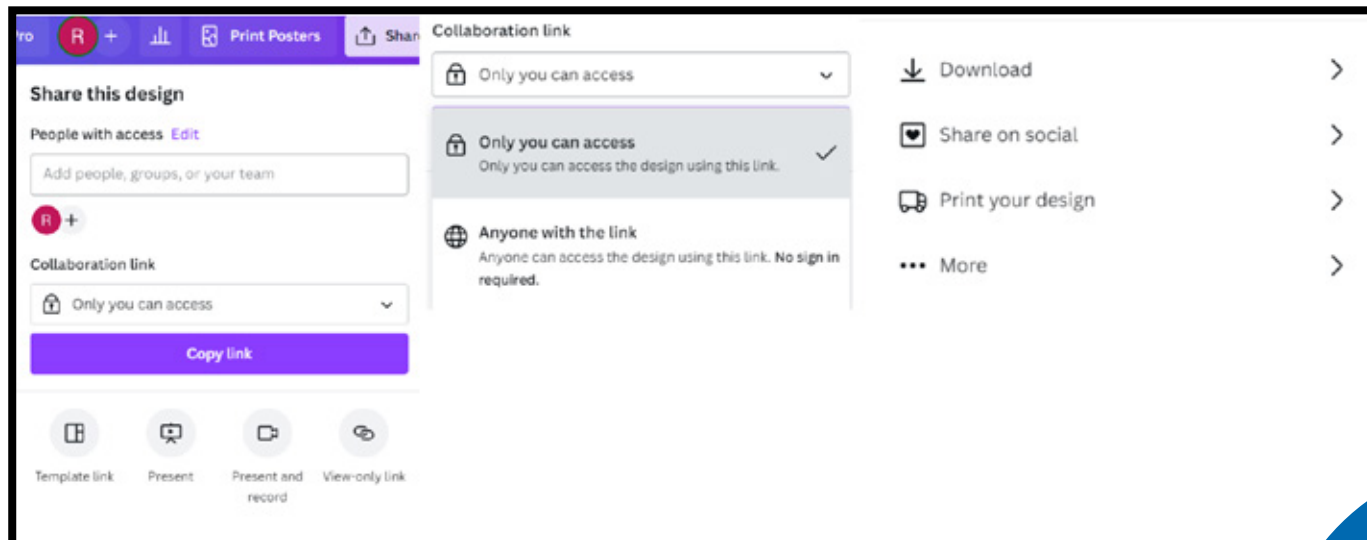 ro R + Print Posters Shar
Share this design
People with access Edit
Add people, groups, or your team
R +
Collaboration link
Only you can access
Copy link
Template link Present Present and View-only link
record
Collaboration link
Only you can access
Only you can access
Only you can access the design using this link.
Anyone with the link
Anyone can access the design using this link. No sign in
required.
Download
Share on social
Print your design
More